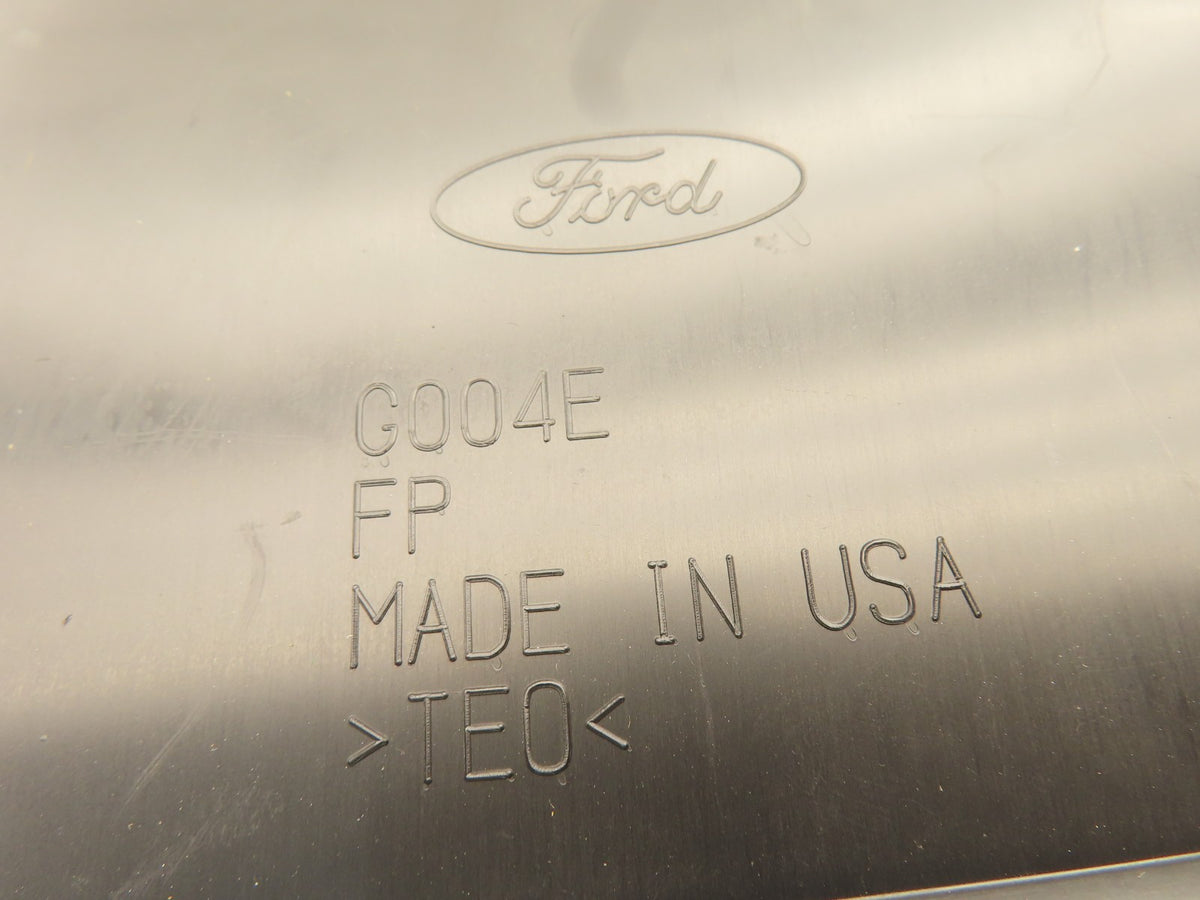 Ford
G004E
FP
MADE IN USA
>TEO<